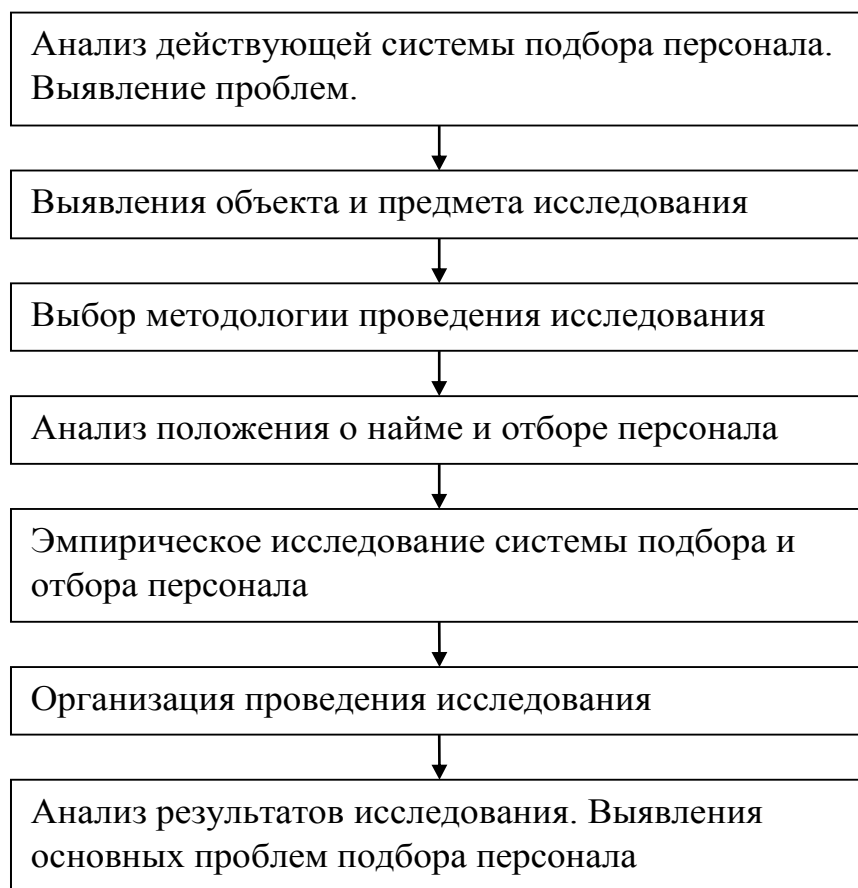 Анализ действующей системы подбора персонала.
Выявление проблем.
Выявления объекта и предмета исследования
Выбор методологии проведения исследования
Анализ положения о найме и отборе персонала
Эмпирическое исследование системы подбора и
отбора персонала
Организация проведения исследования
Анализ результатов исследования. Выявления
основных проблем подбора персонала